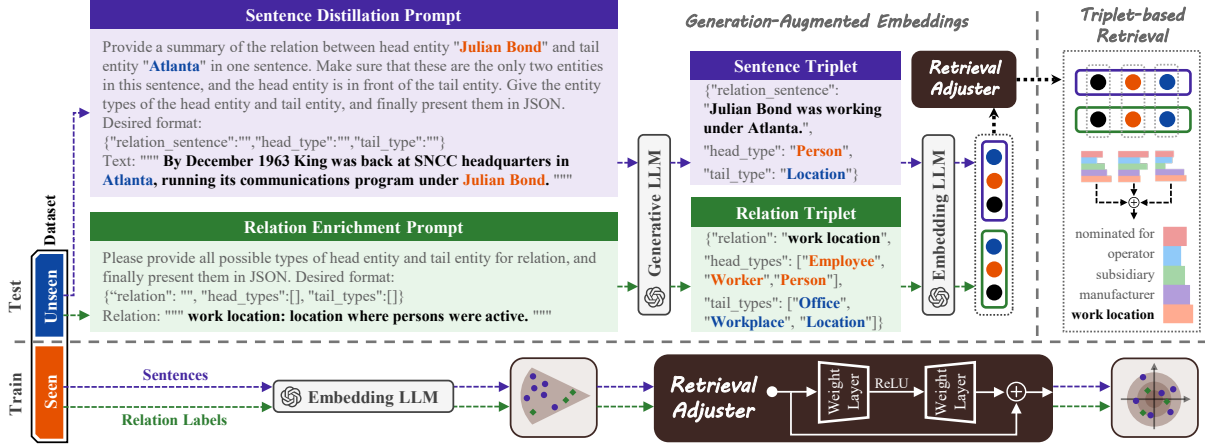 Sentence Distillation Prompt
Provide a summary of the relation between head entity "Julian Bond" and tail
entity "Atlanta" in one sentence. Make sure that these are the only two entities
in this sentence, and the head entity is in front of the tail entity. Give the entity
types of the head entity and tail entity, and finally present them in JSON.
Desired format:
{"relation_sentence":"","head_type":"","tail_type":""}
Text: """ By December 1963 King was back at SNCC headquarters in
Atlanta, running its communications program under Julian Bond. """
Relation Enrichment Prompt
Please provide all possible types of head entity and tail entity for relation, and
finally present them in JSON. Desired format:
{“relation": "", "head_types":[], "tail_types":[]}
Relation: """ work location: location where persons were active. """
Generative LLM
Generation-Augmented Embeddings
Sentence Triplet
{"relation_sentence":
"Julian Bond was working
under Atlanta.",
"head_type": "Person",
"tail_type": "Location"}
Relation Triplet
{"relation": "work location",
"head_types": ["Employee",
"Worker","Person"],
"tail_types": ["Office",
"Workplace", "Location"]}
Retrieval
Adjuster
Embedding LLM
Triplet-based
Retrieval
nominated for
operator
subsidiary
manufacturer
work location
Dataset
Test
Unseen
Train
Seen
Sentences
Relation Labels
Embedding LLM
Retrieval
Adjuster
Weight
Layer
ReLU
Weight
Layer